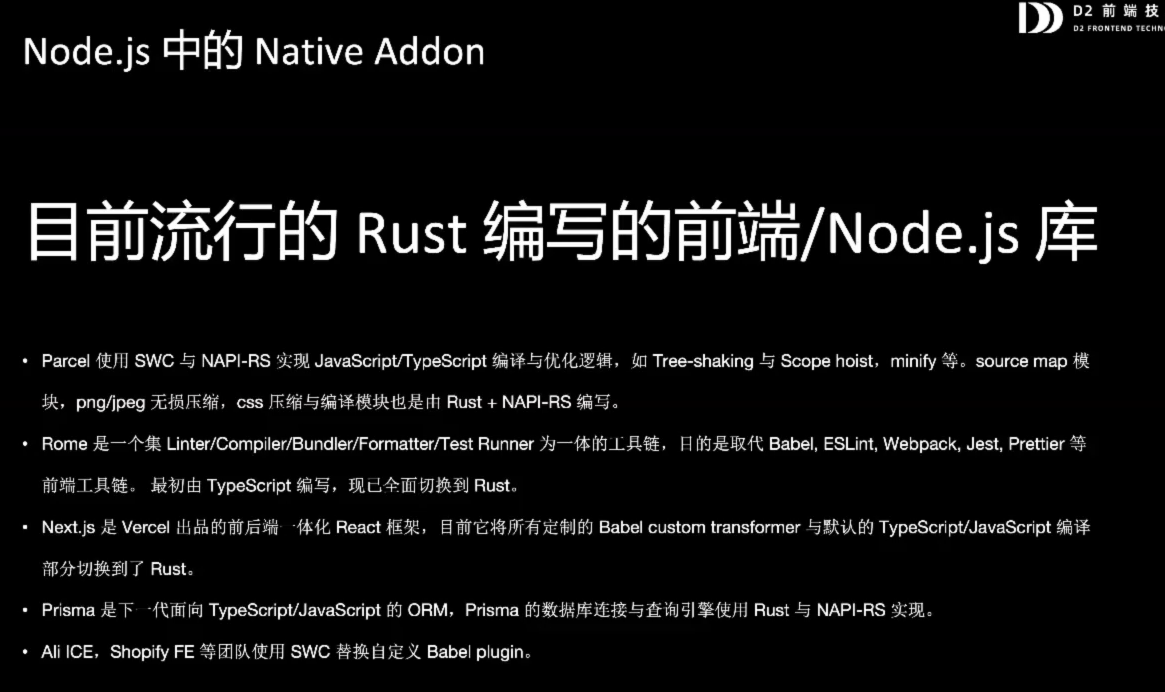 D2 前 端 技
D2 FRONTEND TECHNO
Node.js 中的 Native Addon
目前流行的 Rust 编写的前端/Node.js 库
• Parcel 使用 SWC 与 NAPI-RS 实现 JavaScript/TypeScript 编译与优化逻辑，如 Tree-shaking 与 Scope hoist，minify 等。source map 模
块，png/jpeg 无损压缩，css 压缩与编译模块也是由 Rust + NAPI-RS 编写。
• Rome 是一个集 Linter/Compiler/Bundler/Formatter/Test Runner 为一体的工具链，目的是取代 Babel, ESLint, Webpack, Jest, Prettier 等
前端工具链。 最初由 TypeScript 编写，现已全面切换到 Rust。
• Next.js 是 Vercel 出品的前后端一体化 React 框架，目前它将所有定制的 Babel custom transformer 与默认的 TypeScript/JavaScript 编译
部分切换到了 Rust。
• Prisma 是下一代面向 TypeScript/JavaScript 的 ORM，Prisma 的数据库连接与查询引擎使用 Rust 与 NAPI-RS 实现。
• Ali ICE，Shopify FE 等团队使用 SWC 替换自定义 Babel plugin。